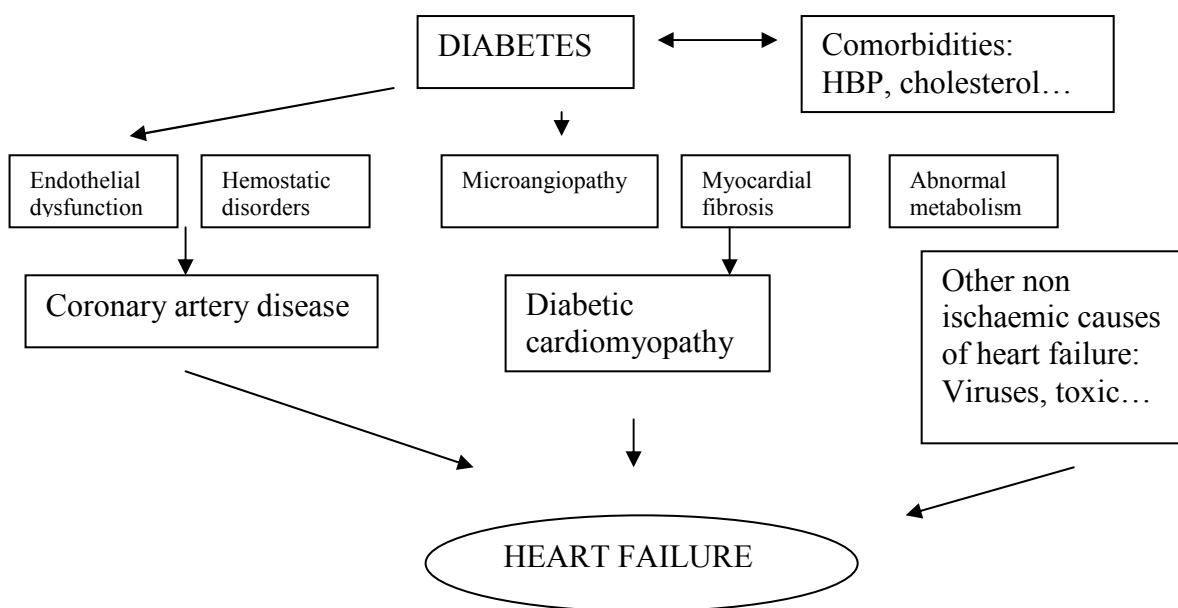 DIABETES
Comorbidities:
HBP, cholesterol…
Endothelial
dysfunction
Hemostatic
disorders
Microangiopathy
Myocardial
fibrosis
Abnormal
metabolism
Coronary artery disease
Diabetic
cardiomyopathy
Other non
ischaemic causes
of heart failure:
Viruses, toxic…
HEART FAILURE